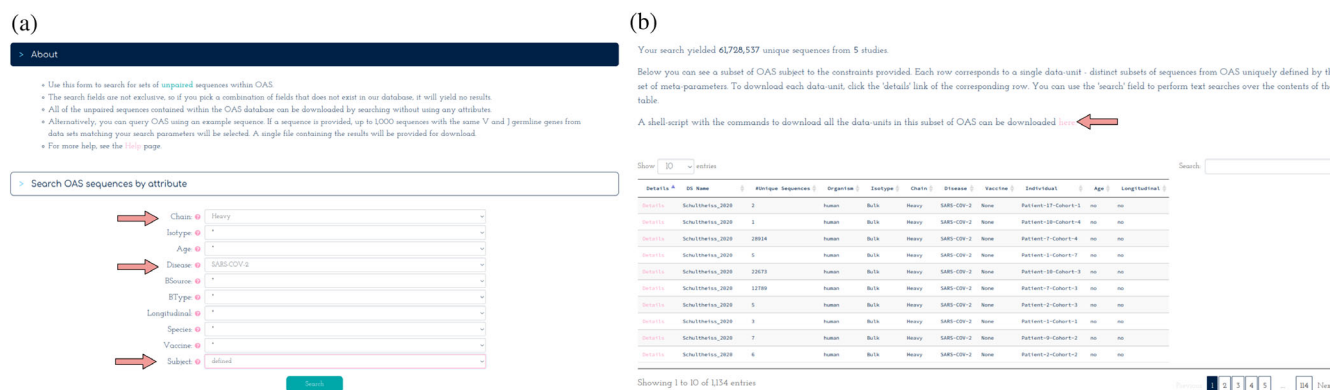 (a)
> About
Use this form to search for sets of unpaired sequences within OAS.
The search fields are not exclusive, so if you pick a combination of fields that does not exist in our database, it will yield no results.
All of the unpaired sequences contained within the OAS database can be downloaded by searching without using any attributes.
Alternatively, you can query OAS using an example sequence. If a sequence is provided, up to 1,000 sequences with the same V and J germline genes from
data sets matching your search parameters will be selected. A single file containing the results will be provided for download.
For more help, see the Help page.
> Search OAS sequences by attribute
Chain: Heavy
Isotype: *
Age: *
Disease: SARS-COV-2
BSource: *
BType: *
Longitudinal: *
Species: *
Vaccine: *
Subject: defined
Search
(b)
Your search yielded 61,728,537 unique sequences from 5 studies.
Below you can see a subset of OAS subject to the constraints provided. Each row corresponds to a single data-unit - distinct subsets of sequences from OAS uniquely defined by th
set of meta-parameters. To download each data-unit, click the 'details' link of the corresponding row. You can use the 'search' field to perform text searches over the contents of the
table.
A shell-script with the commands to download all the data-units in this subset of OAS can be downloaded here
Show 10 entries Search:
Details DS Name #Unique Sequences Organism Isotype Chain Disease Vaccine Individual Age Longitudinal
Details Schultheiss_2020 2 human Bulk Heavy SARS-COV-2 None Patient-17-Cohort-1 no no
Details Schultheiss_2020 1 human Bulk Heavy SARS-COV-2 None Patient-10-Cohort-4 no no
Details Schultheiss_2020 28914 human Bulk Heavy SARS-COV-2 None Patient-7-Cohort-4 no no
Details Schultheiss_2020 5 human Bulk Heavy SARS-COV-2 None Patient-1-Cohort-7 no no
Details Schultheiss_2020 22673 human Bulk Heavy SARS-COV-2 None Patient-10-Cohort-3 no no
Details Schultheiss_2020 12789 human Bulk Heavy SARS-COV-2 None Patient-7-Cohort-3 no no
Details Schultheiss_2020 5 human Bulk Heavy SARS-COV-2 None Patient-2-Cohort-3 no no
Details Schultheiss_2020 3 human Bulk Heavy SARS-COV-2 None Patient-1-Cohort-1 no no
Details Schultheiss_2020 7 human Bulk Heavy SARS-COV-2 None Patient-9-Cohort-2 no no
Details Schultheiss_2020 6 human Bulk Heavy SARS-COV-2 None Patient-2-Cohort-2 no no
Showing 1 to 10 of 1,134 entries 1 2 3 4 5 ... 114 Nex